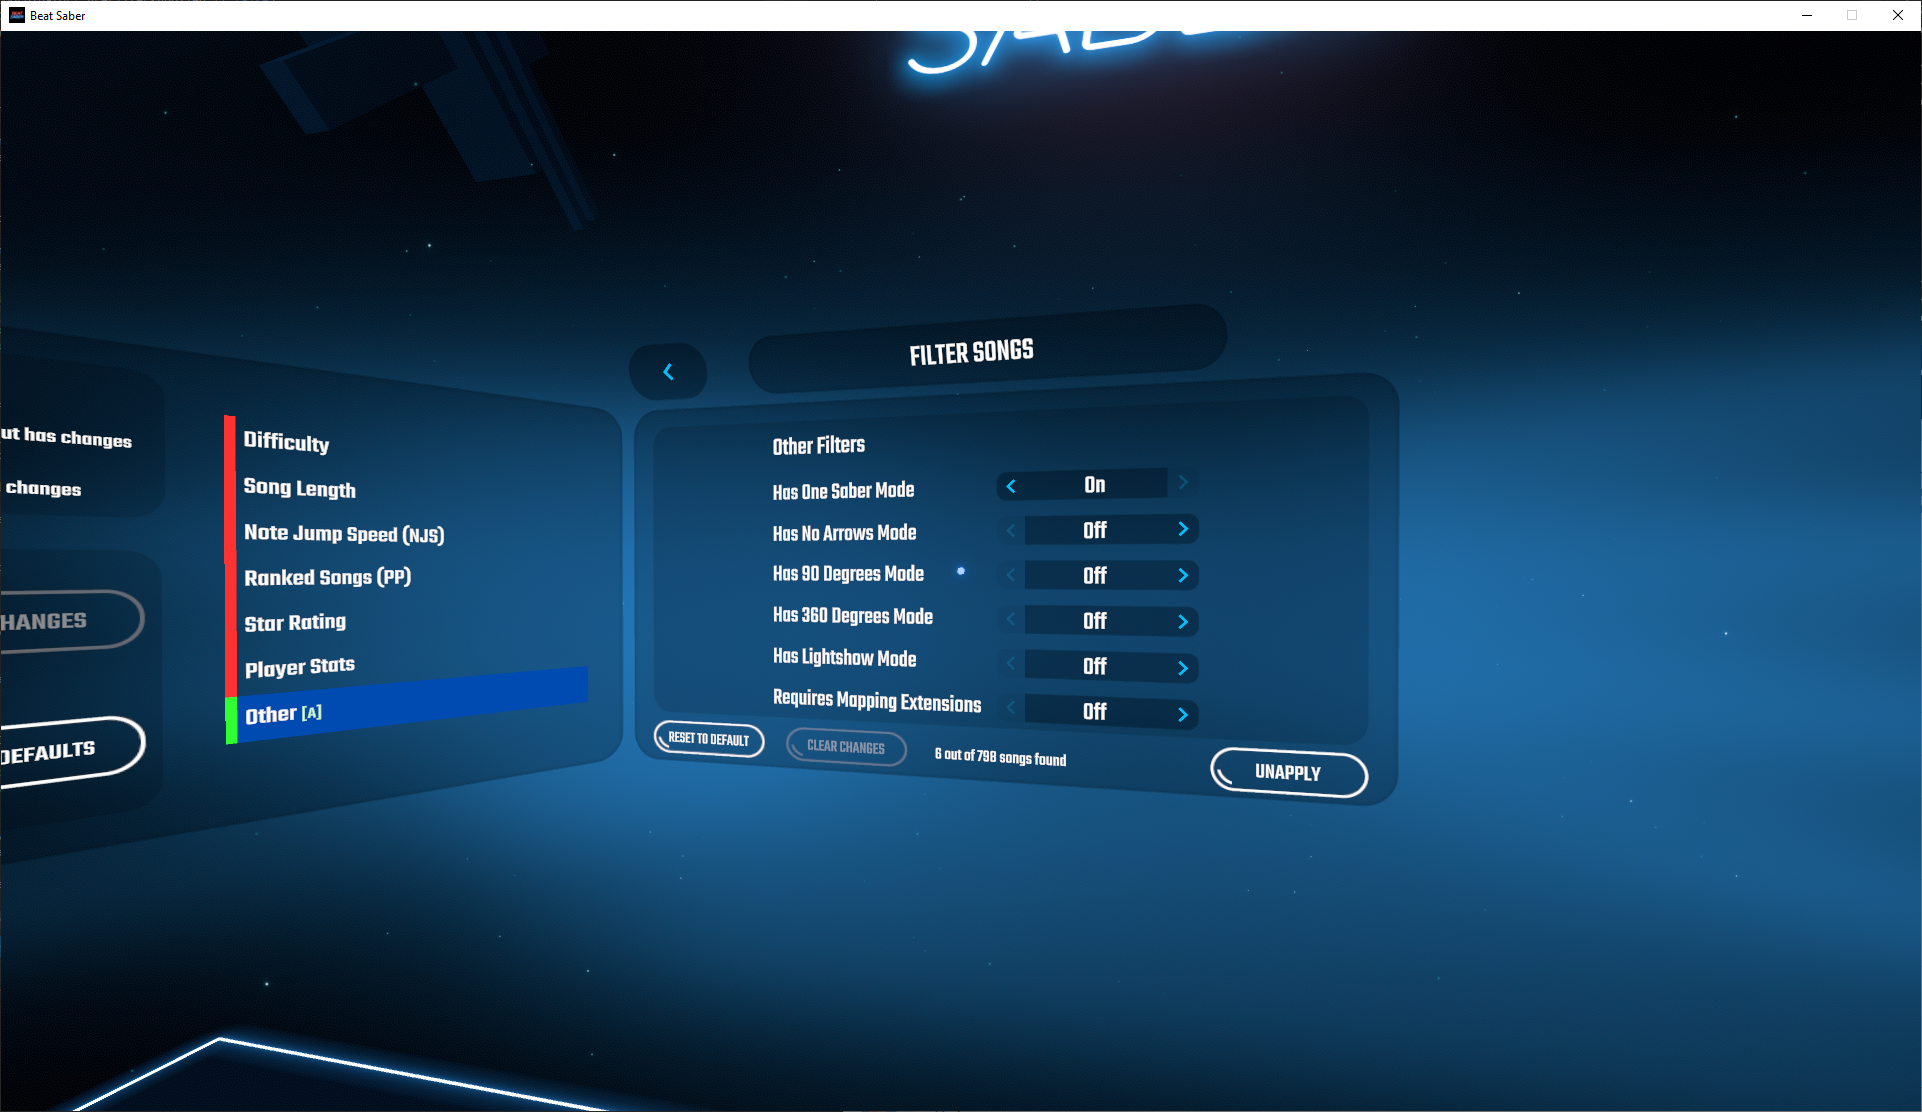 Beat Saber
FILTER SONGS
ut has changes
changes
HANGES
DEFAULTS
Difficulty
Song Length
Note Jump Speed (NJS)
Ranked Songs (PP)
Star Rating
Player Stats
Other [A]
Other Filters
Has One Saber Mode On
Has No Arrows Mode Off
Has 90 Degrees Mode Off
Has 360 Degrees Mode Off
Has Lightshow Mode Off
Requires Mapping Extensions Off
RESET TO DEFAULT
CLEAR CHANGES
6 out of 798 songs found
UNAPPLY